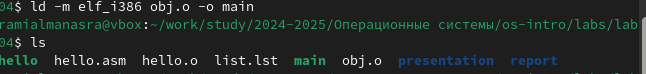 04$ ld -m elf_i386 obj.o -o main
ramialmanasra@vbox:~/work/study/2024-2025/Операционные системы/os-intro/labs/lab
04$ ls
hello hello.asm hello.o list.lst main obj.o presentation report